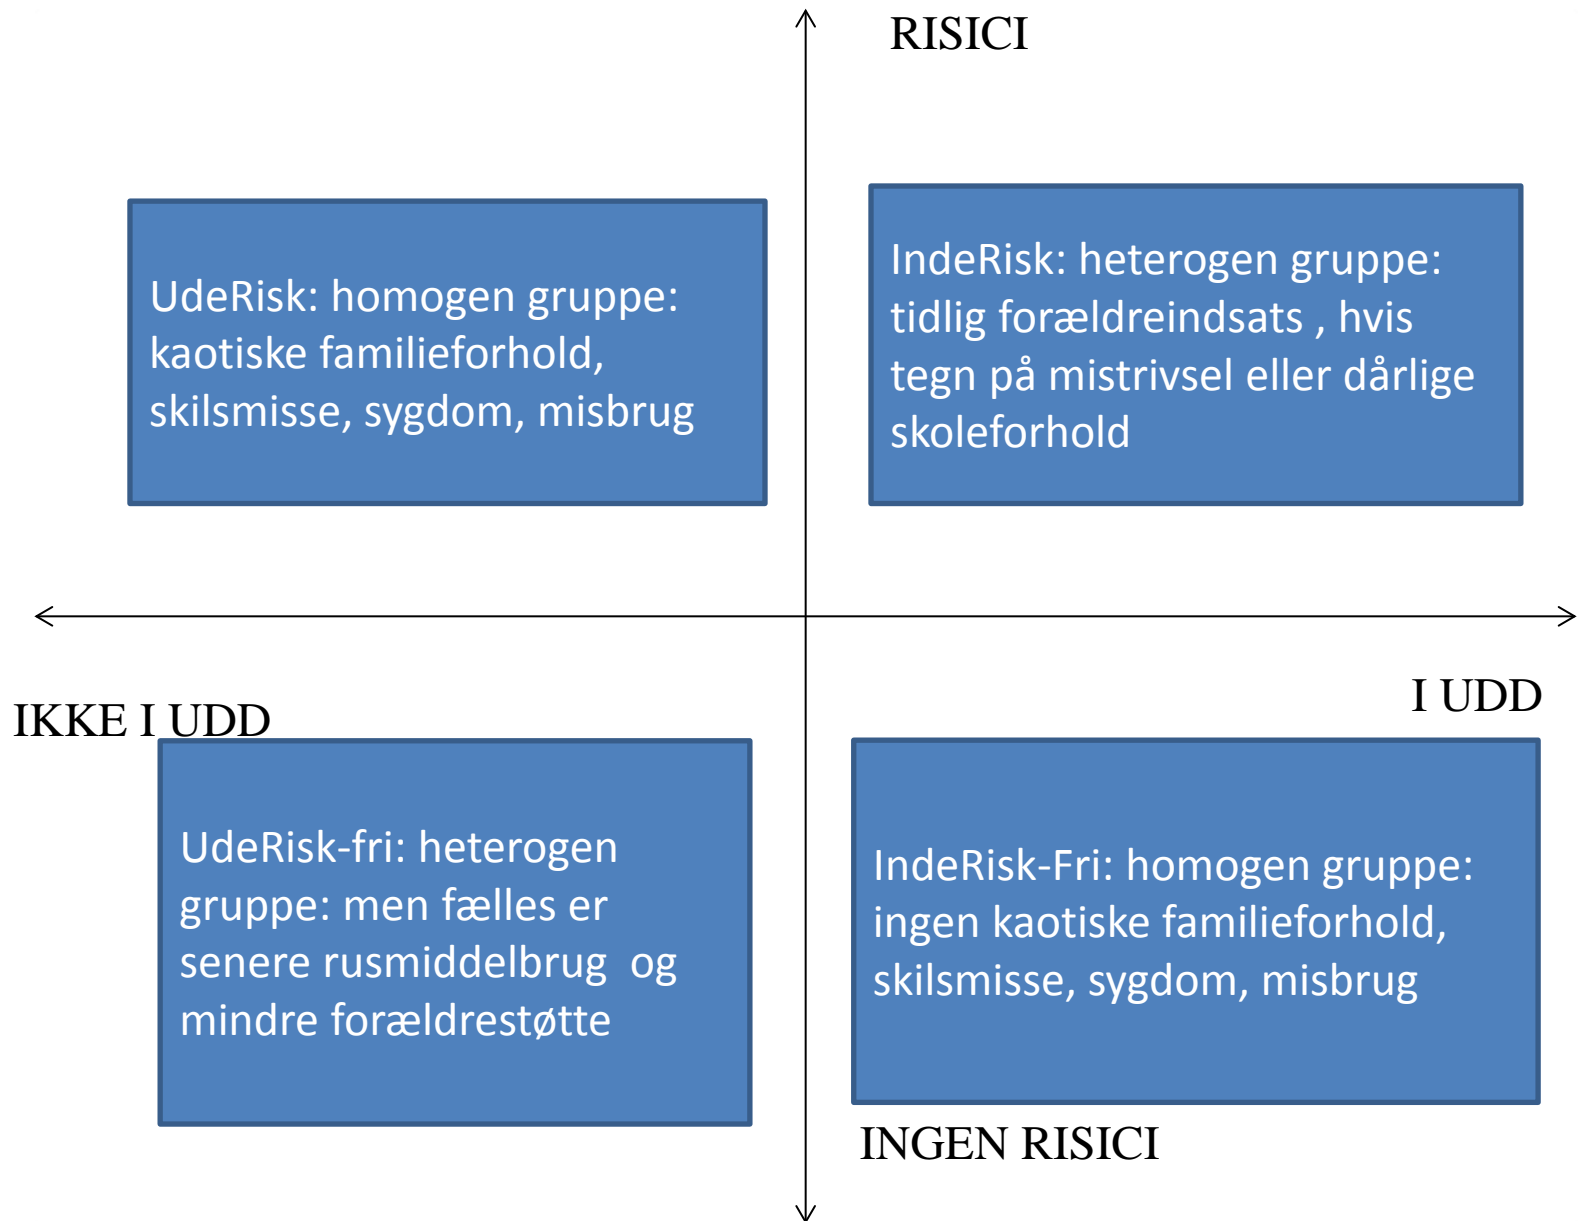 RISICI
UdeRisk: homogen gruppe:
kaotiske familieforhold,
skilsmisse, sygdom, misbrug
IndeRisk: heterogen gruppe:
tidlig forældreindsats , hvis
tegn på mistrivsel eller dårlige
skoleforhold
IKKE I UDD
I UDD
UdeRisk-fri: heterogen
gruppe: men fælles er
senere rusmiddelbrug  og
mindre forældrestøtte
IndeRisk-Fri: homogen gruppe:
ingen kaotiske familieforhold,
skilsmisse, sygdom, misbrug
INGEN RISICI